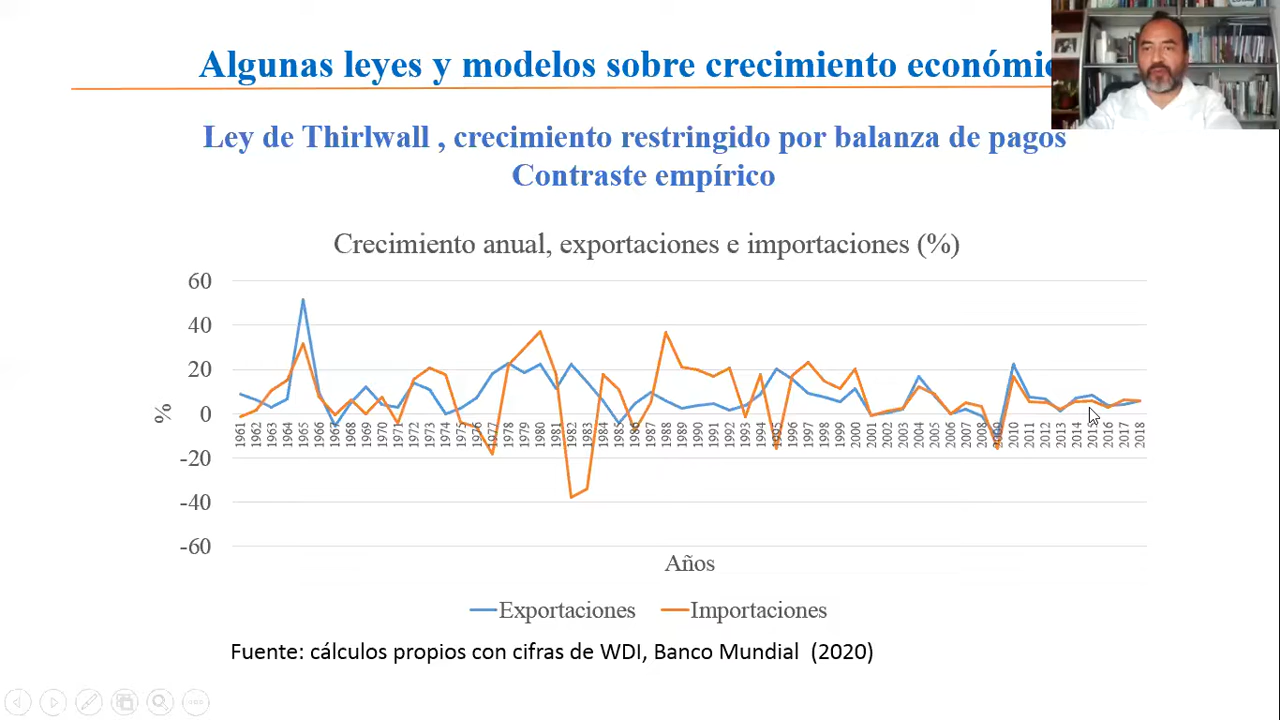 Algunas leyes y modelos sobre crecimiento económic
Ley de Thirlwall , crecimiento restringido por balanza de pagos
Contraste empírico
Crecimiento anual, exportaciones e importaciones (%)
60
40
20
0
-20
-40
-60
%
1961 1962 1963 1964 1965 1966 1967 1968 1969 1970 1971 1972 1973 1974 1975 1976 1977 1978 1979 1980 1981 1982 1983 1984 1985 1986 1987 1988 1989 1990 1991 1992 1993 1994 1995 1996 1997 1998 1999 2000 2001 2002 2003 2004 2005 2006 2007 2008 2009 2010 2011 2012 2013 2014 2015 2016 2017 2018
Años
Exportaciones Importaciones
Fuente: cálculos propios con cifras de WDI, Banco Mundial (2020)